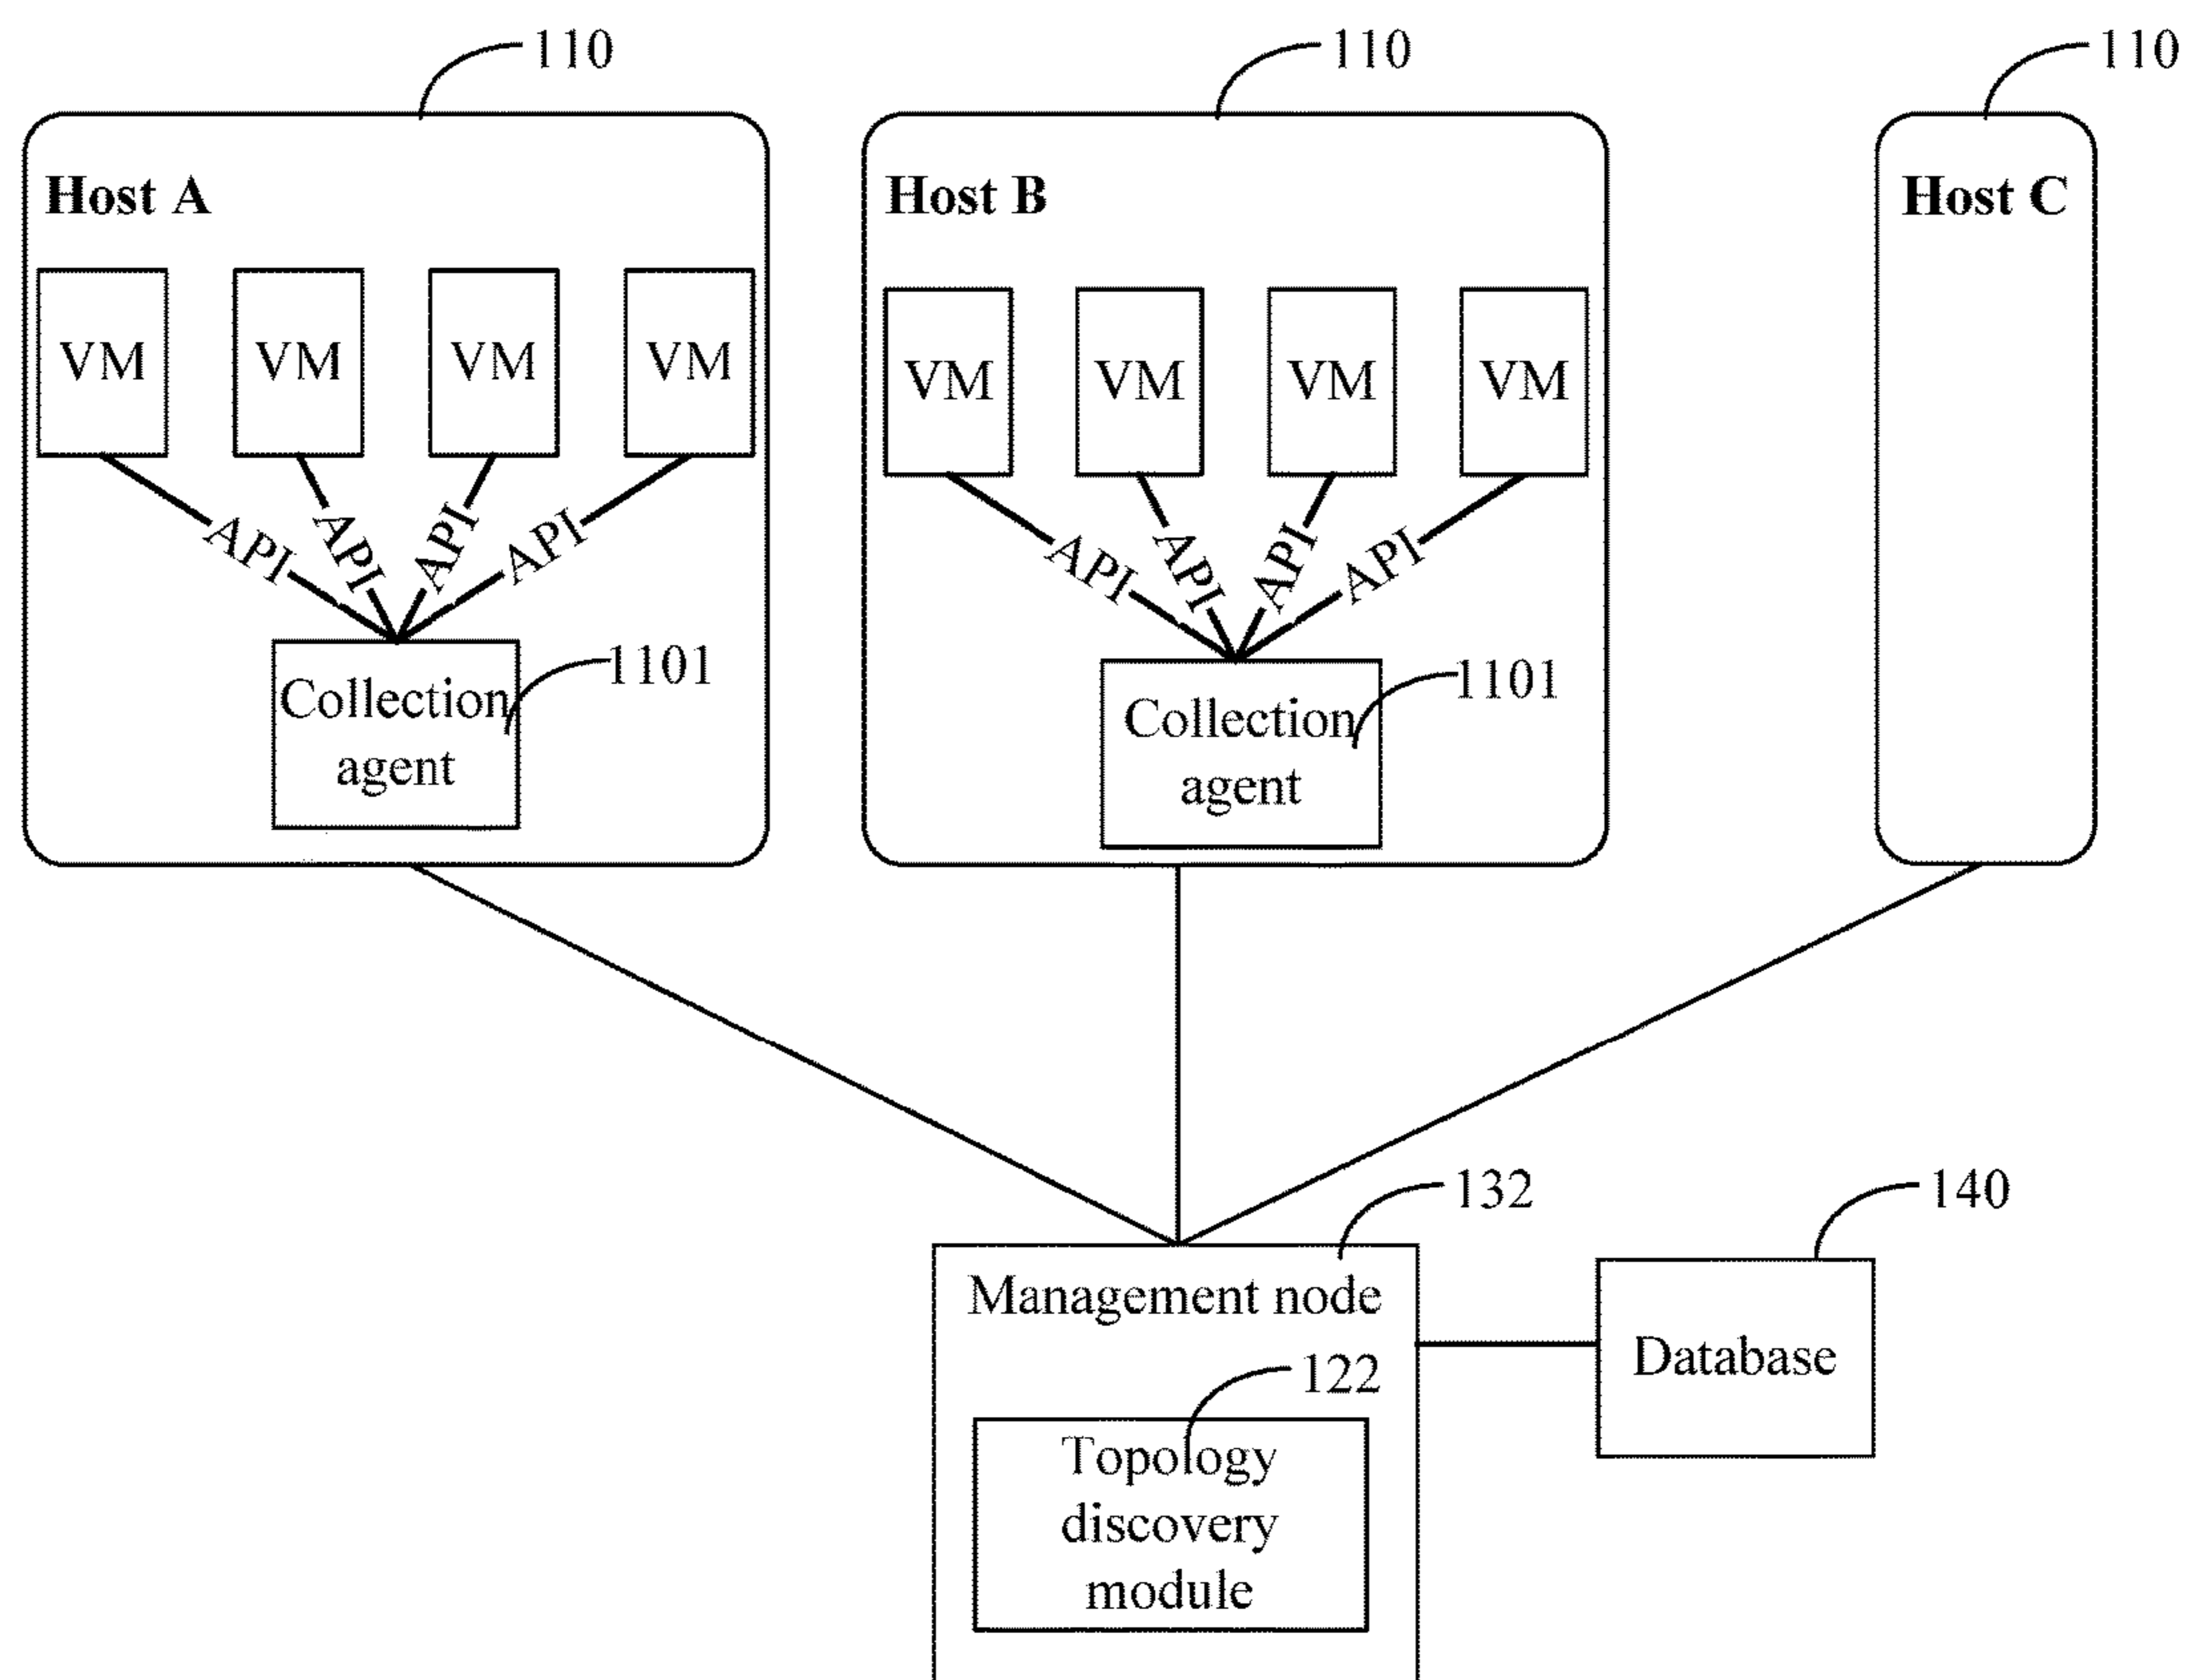 110
110
110
Host A
Host B
Host C
VM
VM
VM
VM
VM
VM
VM
VM
API
API
API
API
API
API
API
API
Collection
agent
1101
Collection
agent
1101
132
140
Management node
Database
122
Topology
discovery
module